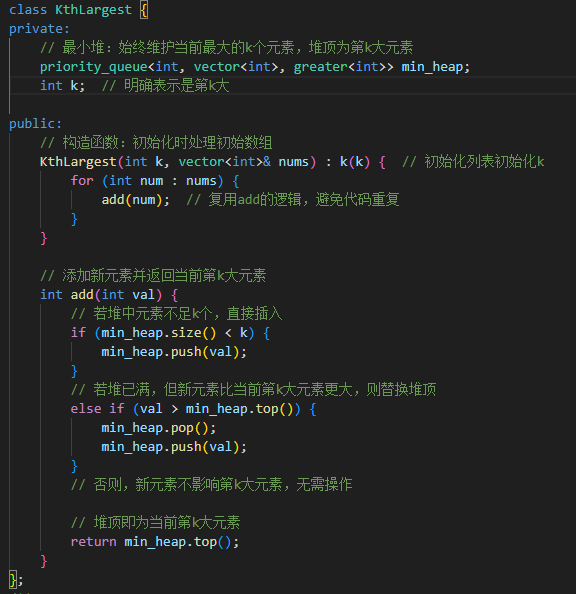 class KthLargest {
private:
    // 最小堆：始终维护当前最大的k个元素，堆顶为第k大元素
    priority_queue<int, vector<int>, greater<int>> min_heap;
    int k;  // 明确表示是第k大

public:
    // 构造函数：初始化时处理初始数组
    KthLargest(int k, vector<int>& nums) : k(k) {  // 初始化列表初始化k
        for (int num : nums) {
            add(num);  // 复用add的逻辑，避免代码重复
        }
    }

    // 添加新元素并返回当前第k大元素
    int add(int val) {
        // 若堆中元素不足k个，直接插入
        if (min_heap.size() < k) {
            min_heap.push(val);
        }
        // 若堆已满，但新元素比当前第k大元素更大，则替换堆顶
        else if (val > min_heap.top()) {
            min_heap.pop();
            min_heap.push(val);
        }
        // 否则，新元素不影响第k大元素，无需操作

        // 堆顶即为当前第k大元素
        return min_heap.top();
    }
};